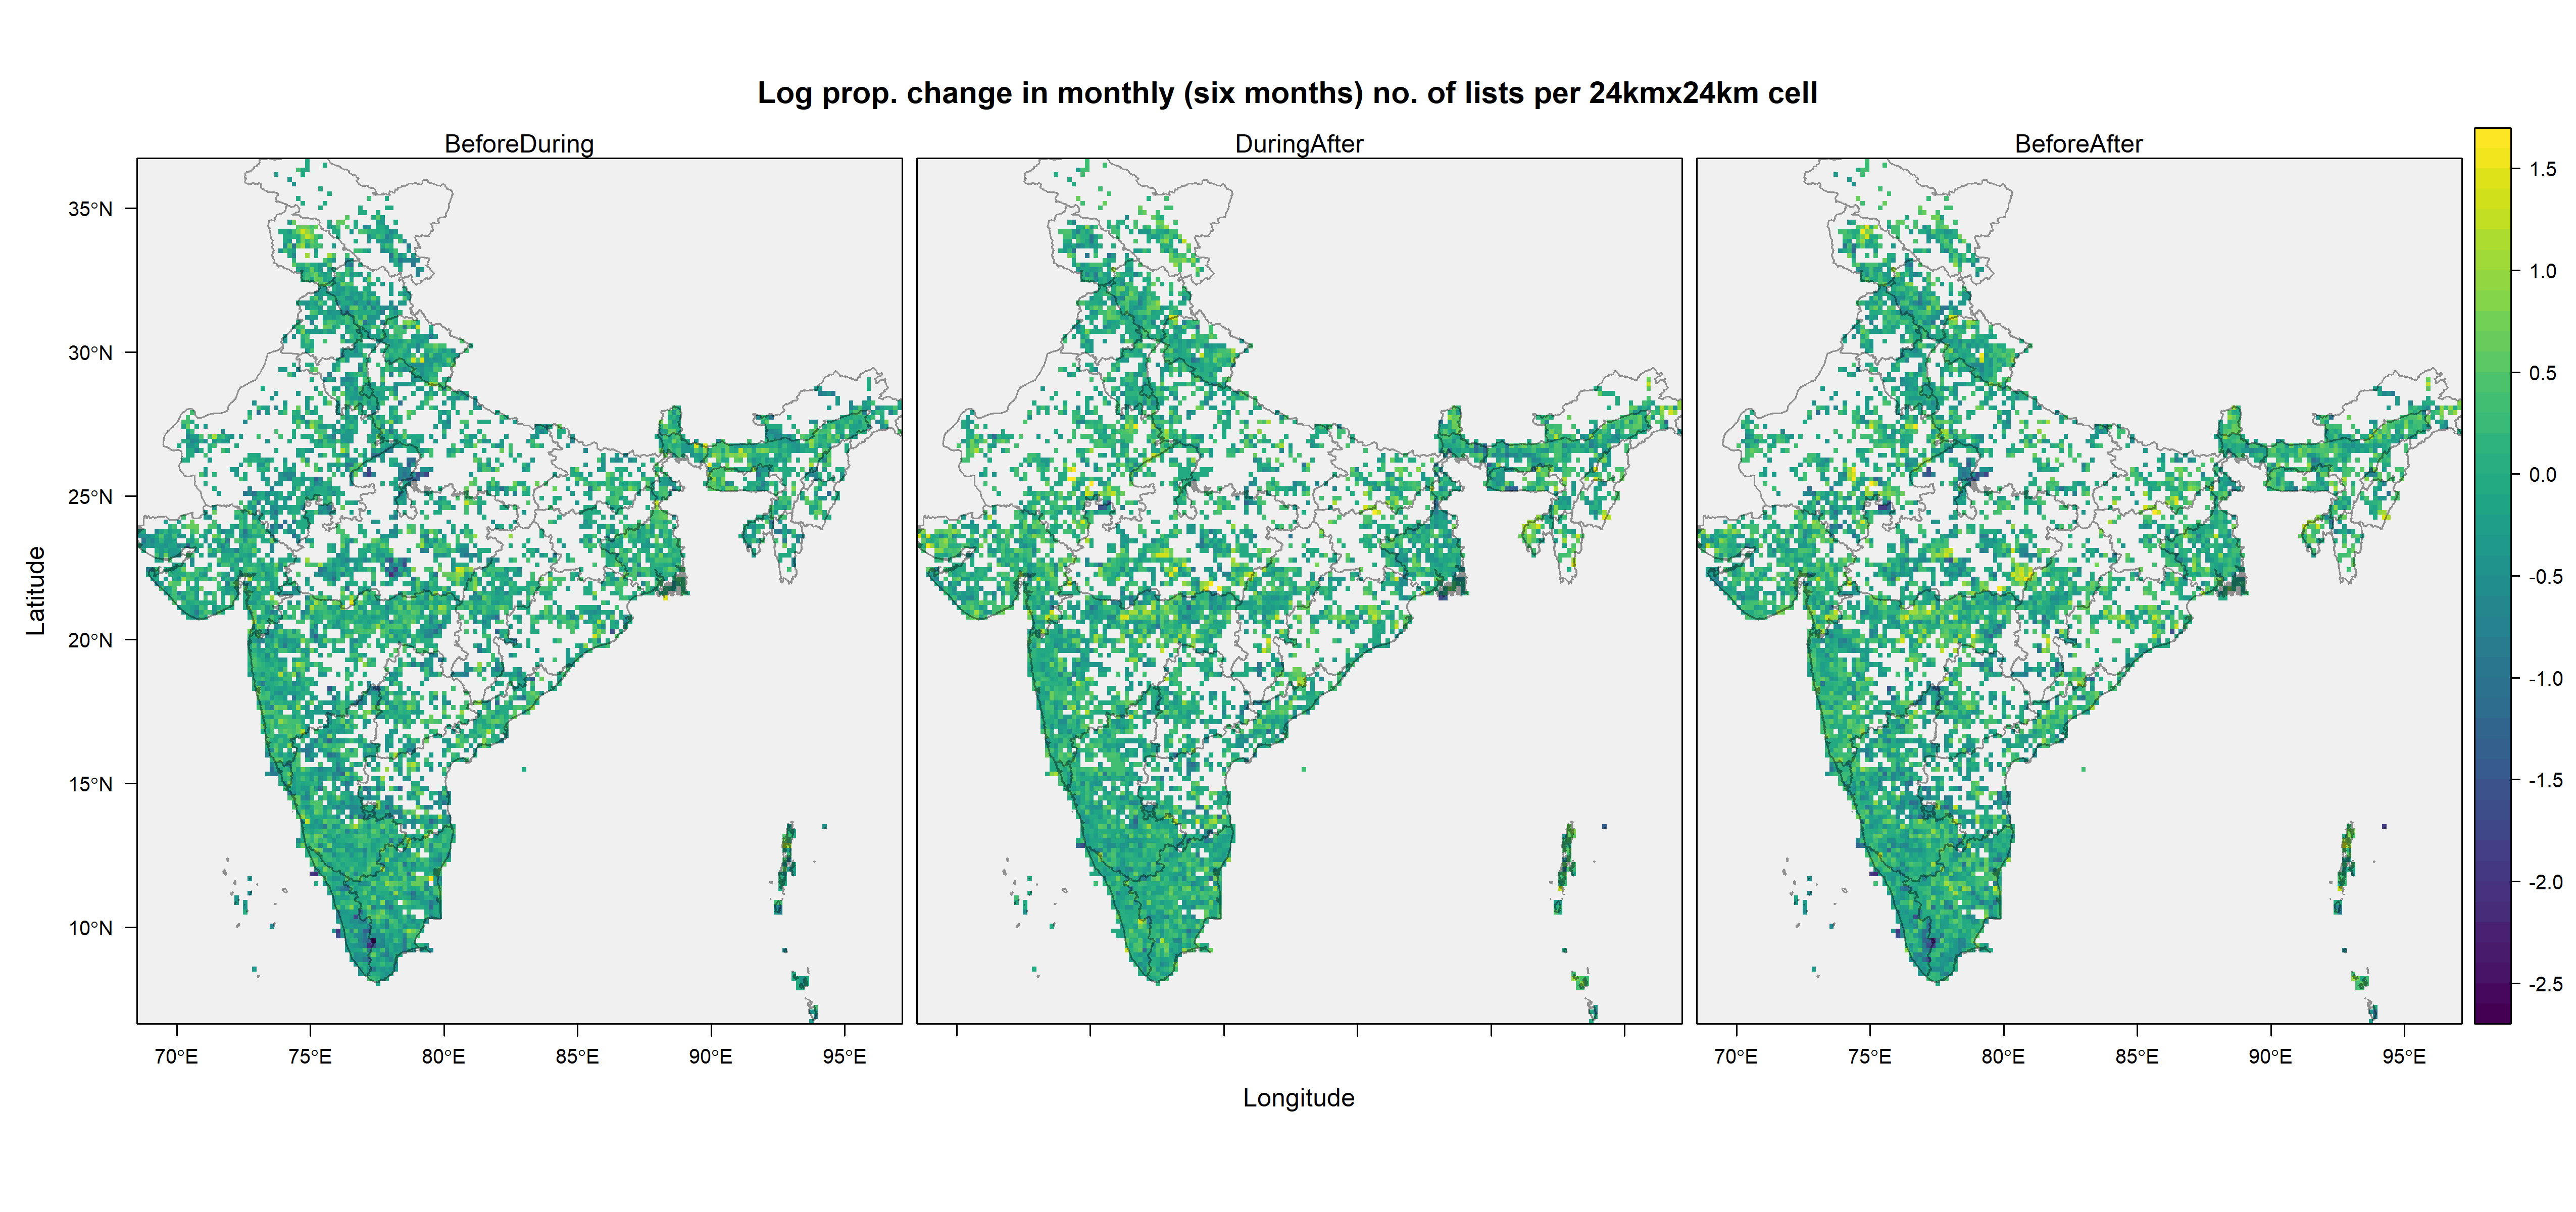 Log prop. change in monthly (six months) no. of lists per 24kmx24km cell
BeforeDuring
DuringAfter
BeforeAfter
35°N
30°N
25°N
20°N
15°N
10°N
Latitude
70°E 75°E 80°E 85°E 90°E 95°E
70°E 75°E 80°E 85°E 90°E 95°E
Longitude
1.5
1.0
0.5
0.0
-0.5
-1.0
-1.5
-2.0
-2.5